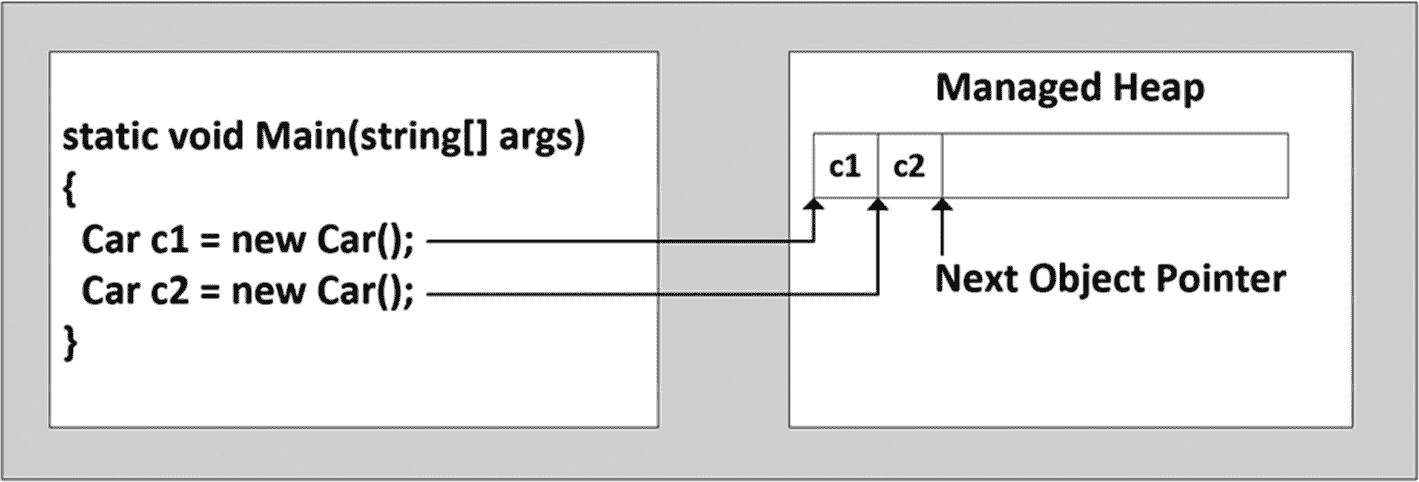 static void Main(string[] args)
{
Car c1 = new Car();
Car c2 = new Car();
}
Managed Heap
c1 c2
Next Object Pointer